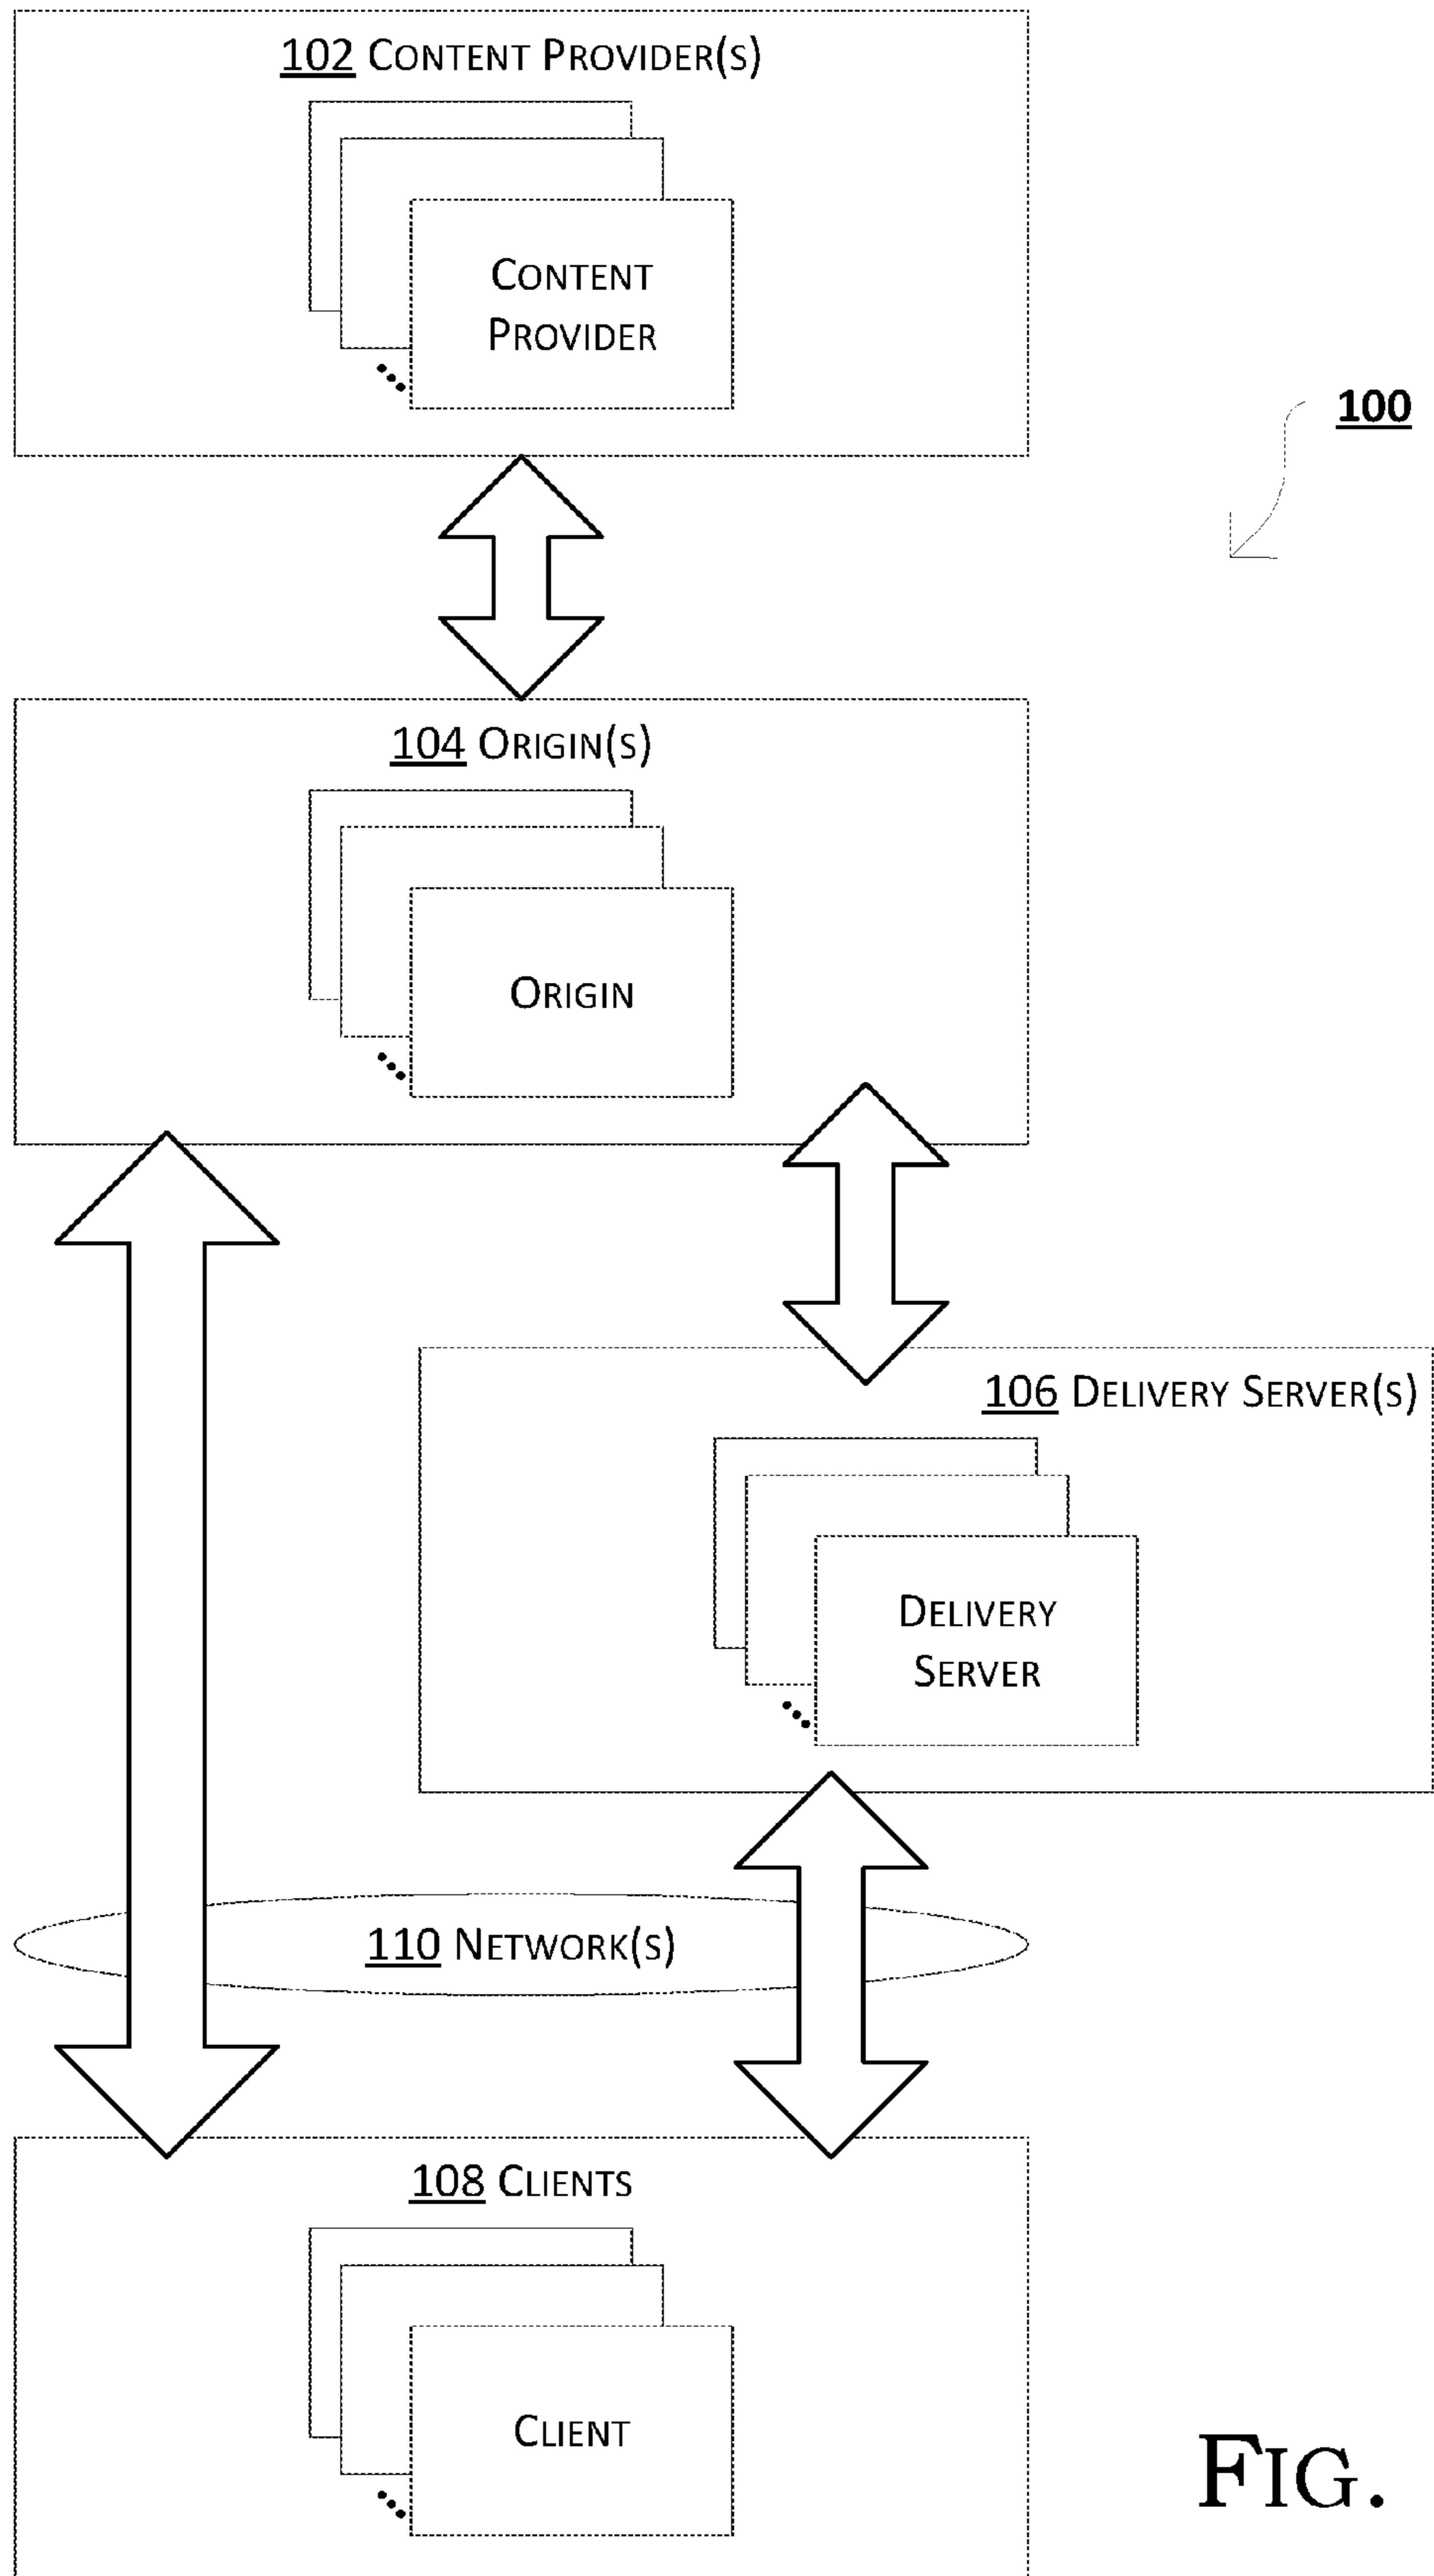 102 CONTENT PROVIDER(S)
CONTENT
PROVIDER
100
104 ORIGIN(S)
ORIGIN
106 DELIVERY SERVER(S)
DELIVERY
SERVER
110 NETWORK(S)
108 CLIENTS
CLIENT
FIG.